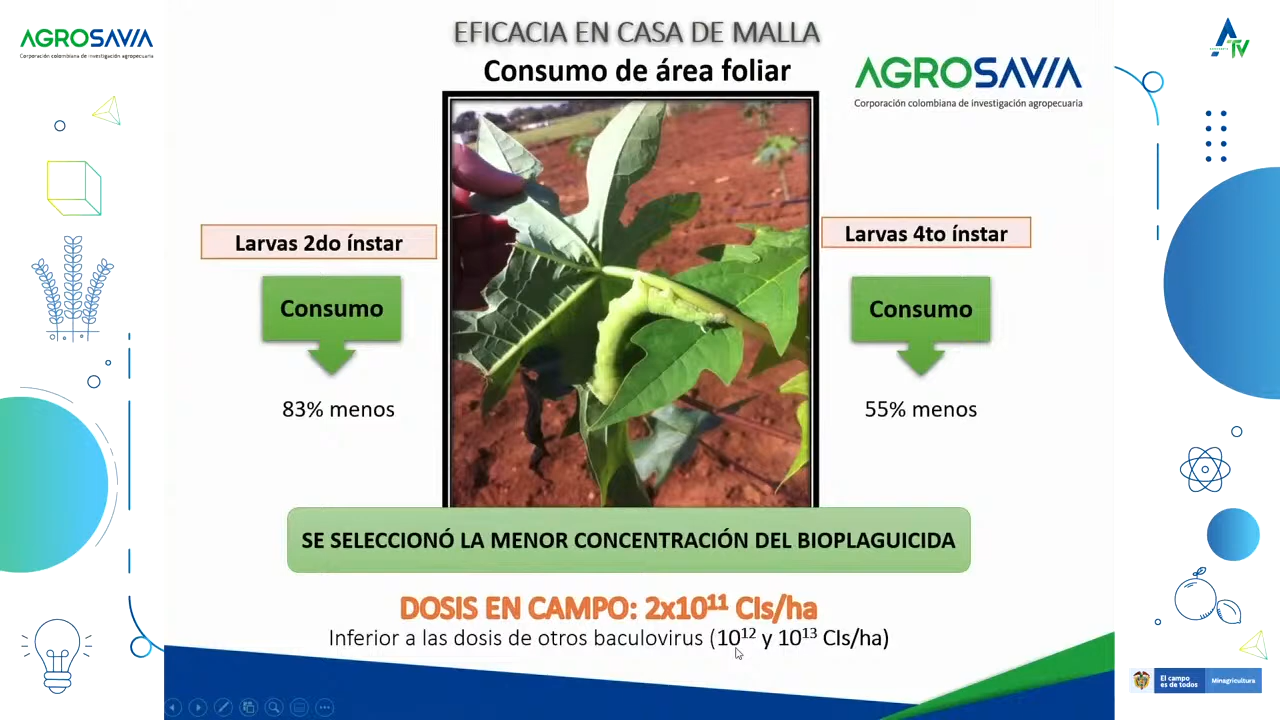 AGROSAVIA
Corporación colombiana de investigación agropecuaria
EFICACIA EN CASA DE MALLA
Consumo de área foliar
AGROSAVIA
Corporación colombiana de investigación agropecuaria
TV
Larvas 2do ínstar
Consumo
83% menos
Larvas 4to ínstar
Consumo
55% menos
SE SELECCIONÓ LA MENOR CONCENTRACIÓN DEL BIOPLAGUICIDA
DOSIS EN CAMPO: 2x10¹¹ CIs/ha
Inferior a las dosis de otros baculovirus (10¹² y 10¹³ CIs/ha)
El campo
es de todos
Minagricultura